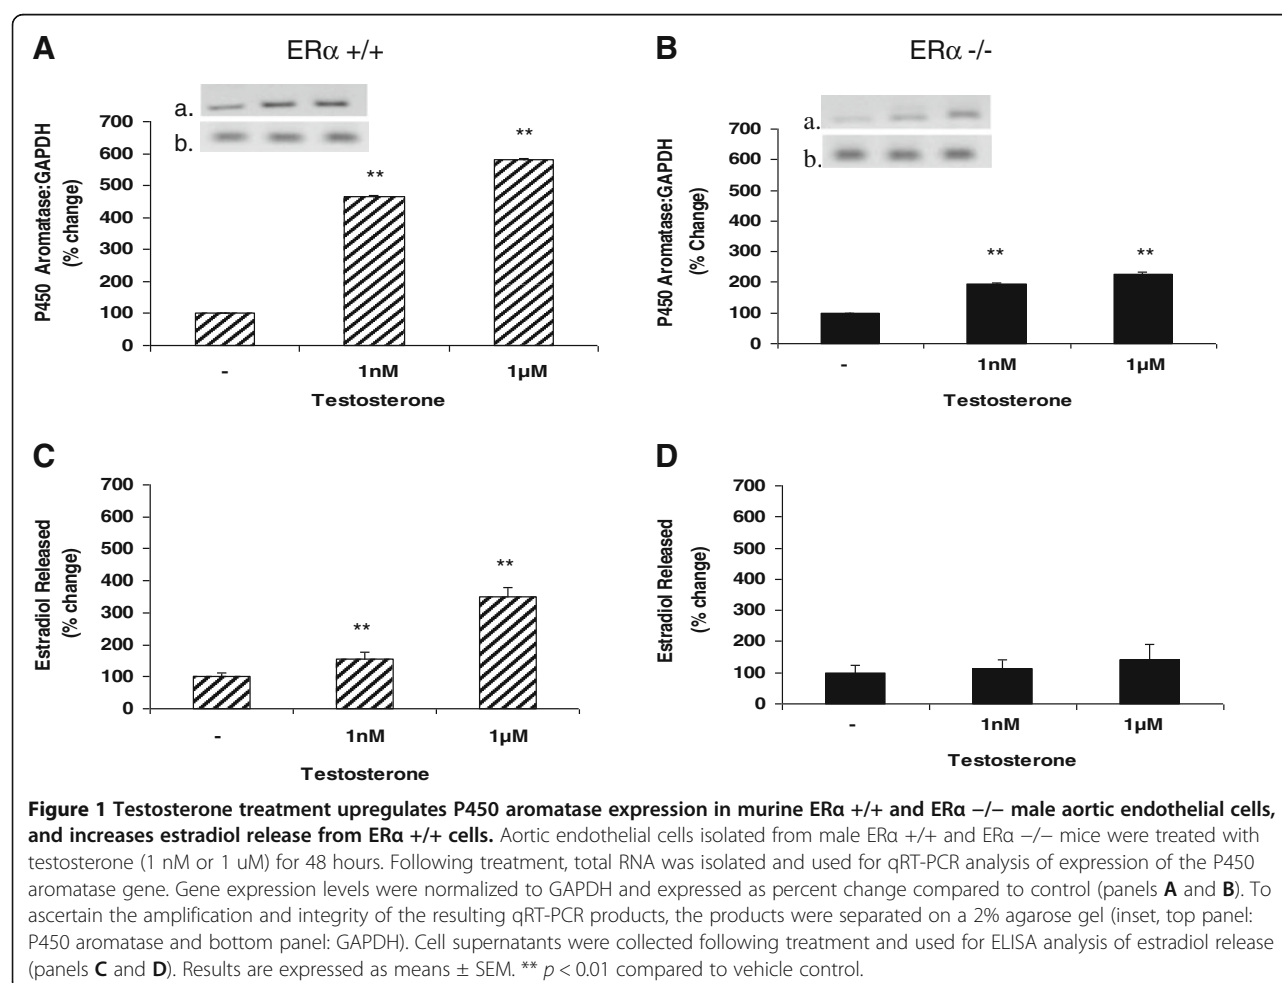 A
ERα +/+
a.
b.
**
**
700
600
500
400
300
200
100
0
P450 Aromatase:GAPDH
(% change)
-
1nM
1µM
Testosterone
B
ERα -/-
a.
b.
**
**
700
600
500
400
300
200
100
0
P450 Aromatase:GAPDH
(% Change)
-
1nM
1µM
Testosterone
C
**
**
700
600
500
400
300
200
100
0
Estradiol Released
(% change)
-
1nM
1µM
Testosterone
D
700
600
500
400
300
200
100
0
Estradiol Released
(% change)
-
1nM
1µM
Testosterone
Figure 1 Testosterone treatment upregulates P450 aromatase expression in murine ERα +/+ and ERα −/− male aortic endothelial cells,
and increases estradiol release from ERα +/+ cells. Aortic endothelial cells isolated from male ERα +/+ and ERα −/− mice were treated with
testosterone (1 nM or 1 uM) for 48 hours. Following treatment, total RNA was isolated and used for qRT-PCR analysis of expression of the P450
aromatase gene. Gene expression levels were normalized to GAPDH and expressed as percent change compared to control (panels A and B). To
ascertain the amplification and integrity of the resulting qRT-PCR products, the products were separated on a 2% agarose gel (inset, top panel:
P450 aromatase and bottom panel: GAPDH). Cell supernatants were collected following treatment and used for ELISA analysis of estradiol release
(panels C and D). Results are expressed as means ± SEM. ** p < 0.01 compared to vehicle control.